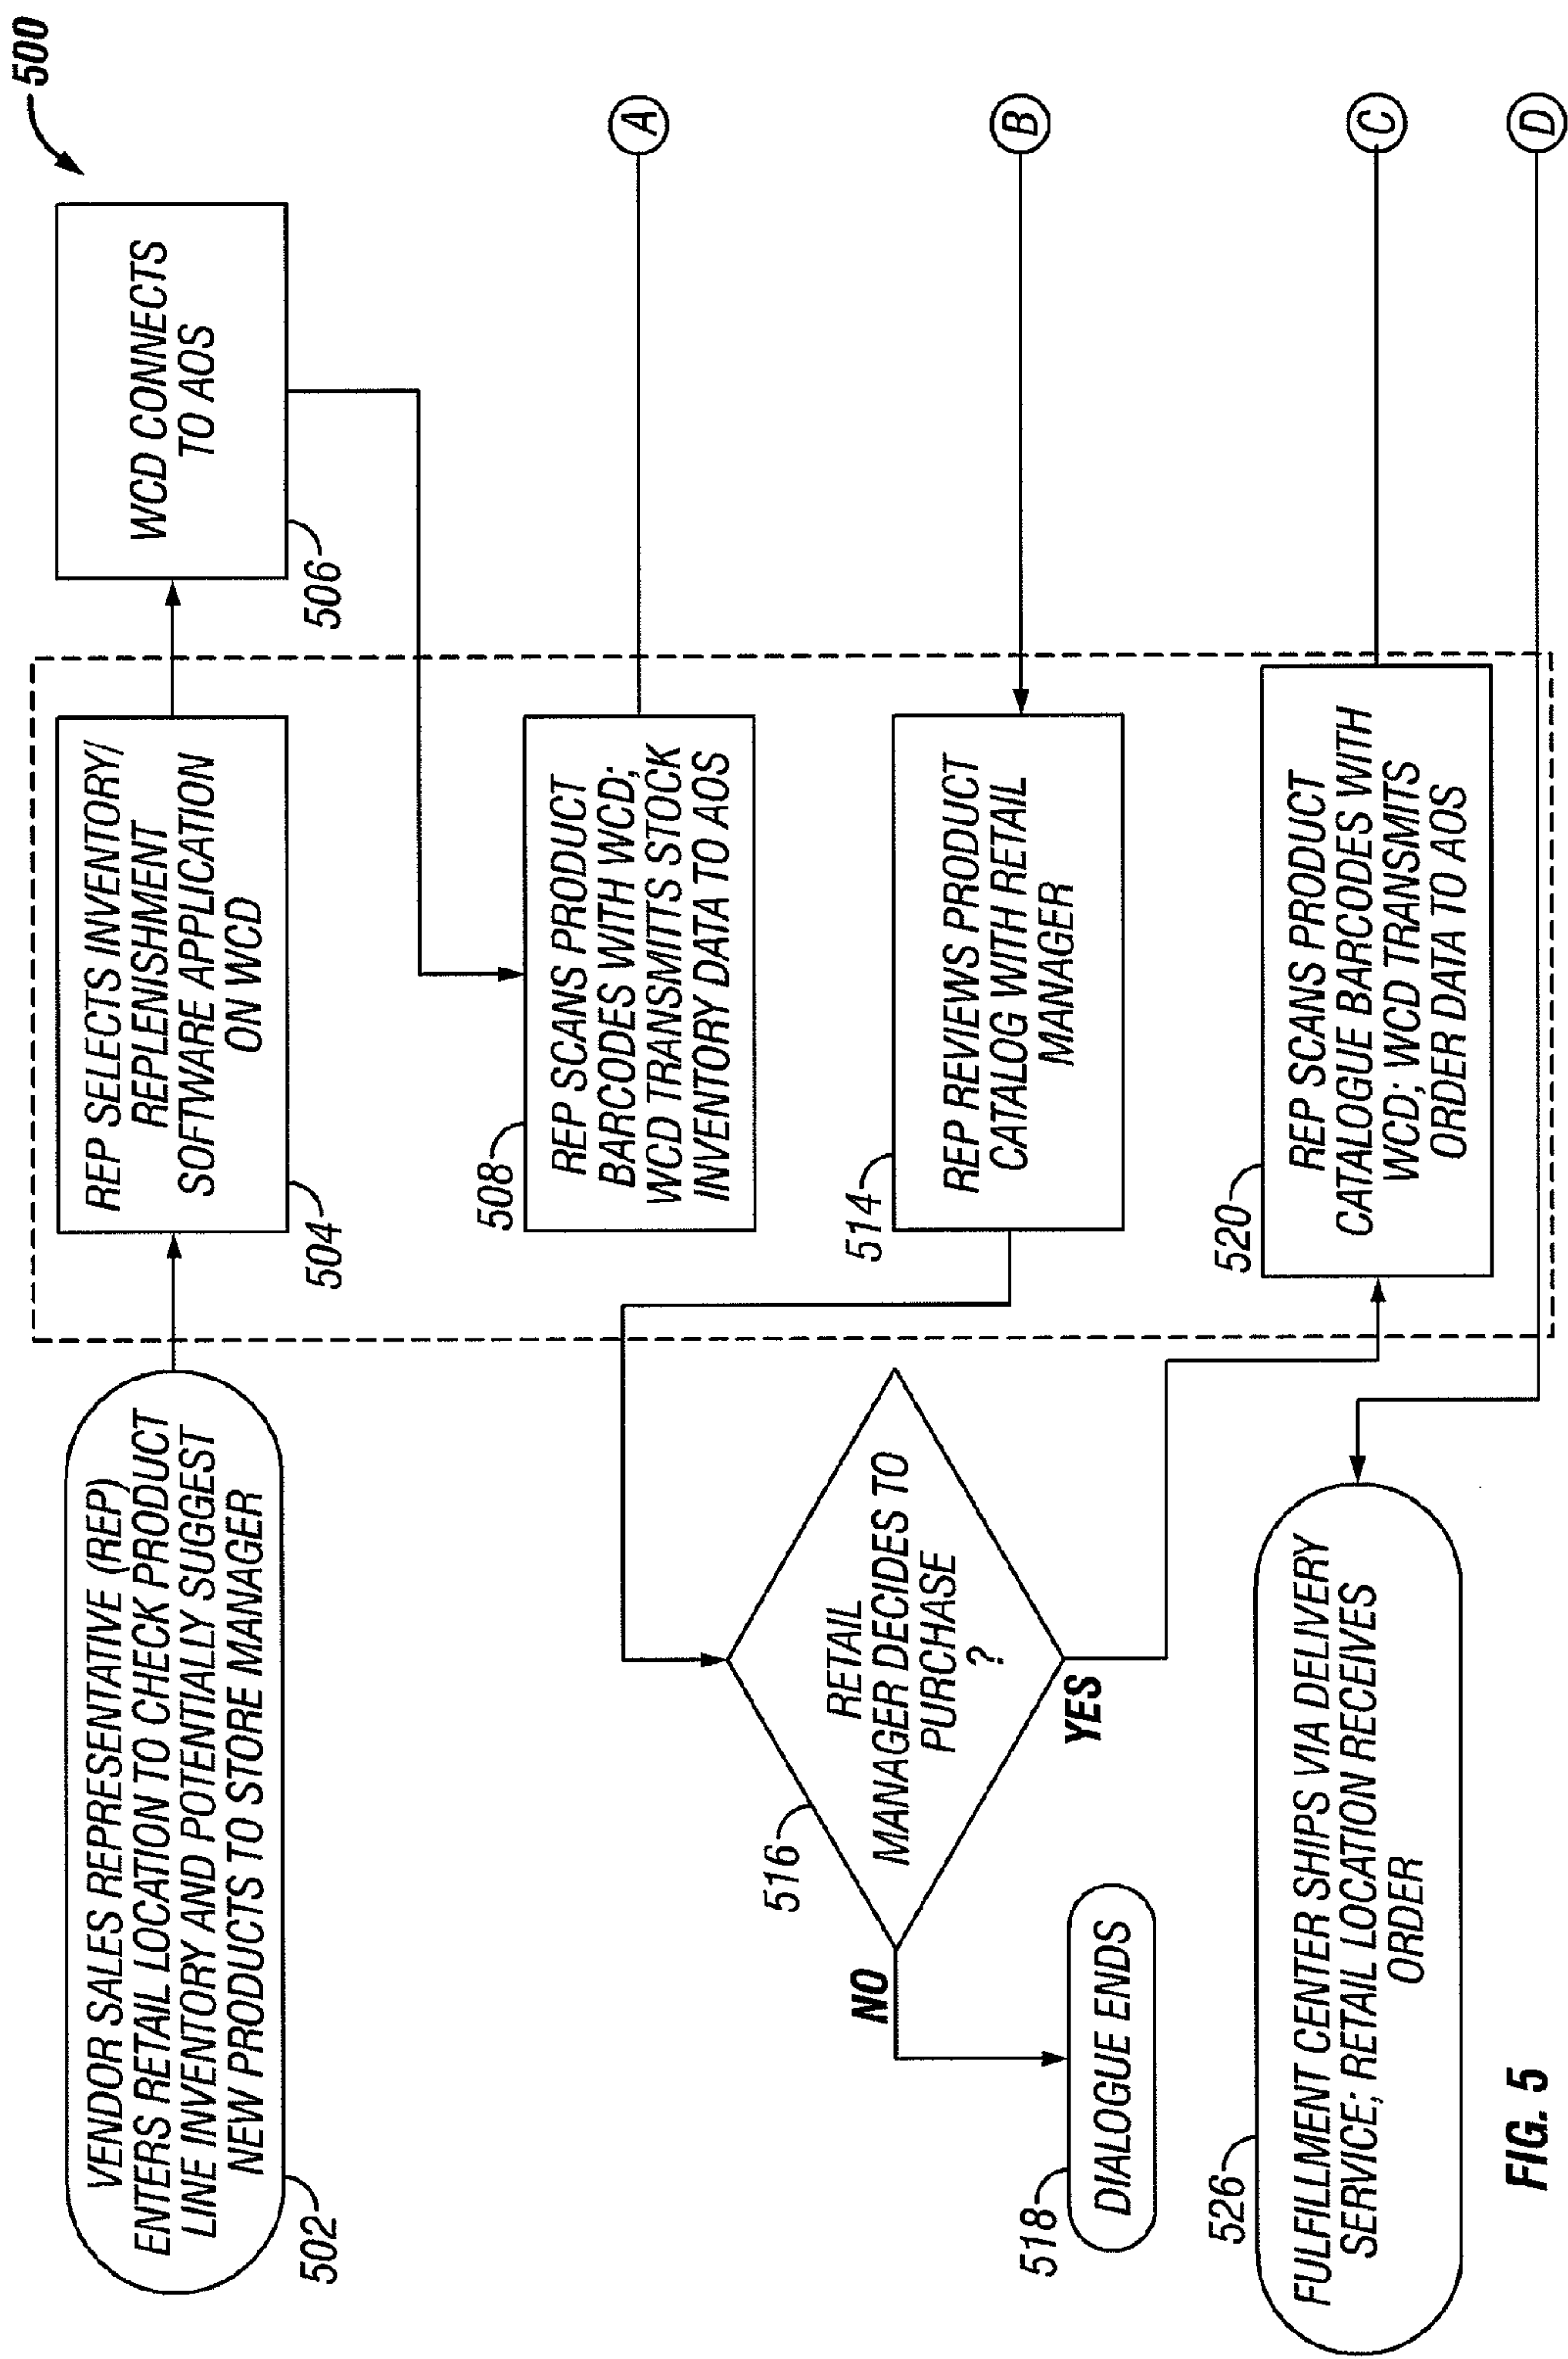 500
VENDOR SALES REPRESENTATIVE (REP)
ENTERS RETAIL LOCATION TO CHECK PRODUCT
LINE INVENTORY AND POTENTIALLY SUGGEST
NEW PRODUCTS TO STORE MANAGER
502
REP SELECTS INVENTORY/
REPLENISHMENT
SOFTWARE APPLICATION
ON WCD
504
WCD CONNECTS
TO AOS
506
508
REP SCANS PRODUCT
BARCODES WITH WCD;
WCD TRANSMITTS STOCK
INVENTORY DATA TO AOS
A
514
REP REVIEWS PRODUCT
CATALOG WITH RETAIL
MANAGER
B
516
RETAIL
MANAGER DECIDES TO
PURCHASE
?
NO
YES
518
DIALOGUE ENDS
520
REP SCANS PRODUCT
CATALOGUE BARCODES WITH
WCD; WCD TRANSMITS
ORDER DATA TO AOS
C
526
FULFILLMENT CENTER SHIPS VIA DELIVERY
SERVICE; RETAIL LOCATION RECEIVES
ORDER
D
FIG. 5